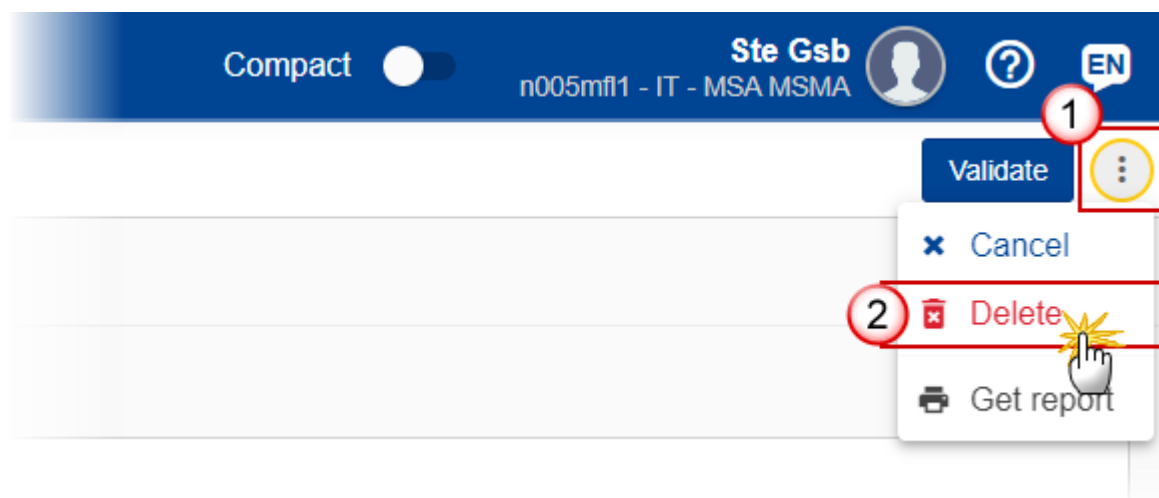 Compact
Ste Gsb
n005mfl1 - IT - MSA MSMA
EN
1
Validate
Cancel
2
Delete
Get report